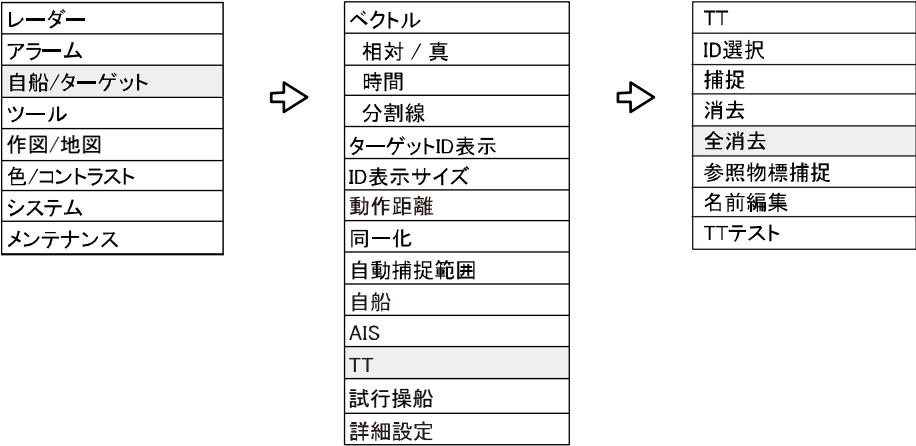 レーダー
アラーム
自船/ターゲット
ツール
作図/地図
色/コントラスト
システム
メンテナンス
ベクトル
相対 / 真
時間
分割線
ターゲットID表示
ID表示サイズ
動作距離
同一化
自動捕捉範囲
自船
AIS
TT
試行操船
詳細設定
TT
ID選択
捕捉
消去
全消去
参照物標捕捉
名前編集
TTテスト